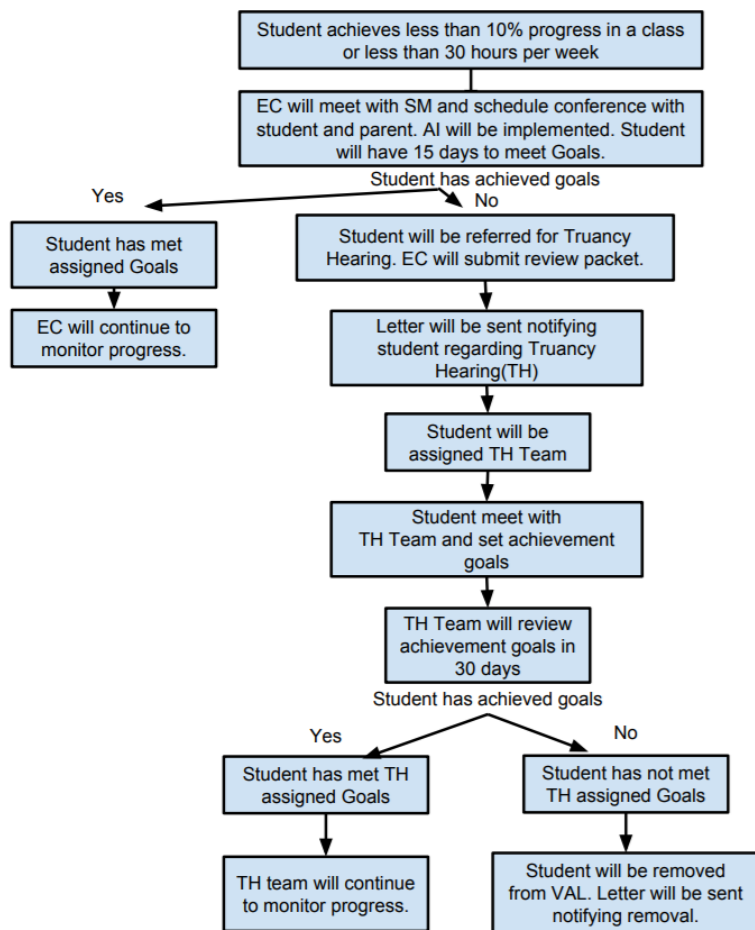 Student achieves less than 10% progress in a class
or less than 30 hours per week
EC will meet with SM and schedule conference with
student and parent. AI will be implemented. Student
will have 15 days to meet Goals.
Student has achieved goals
Yes
No
Student has met
assigned Goals
Student will be referred for Truancy
Hearing. EC will submit review packet.
EC will continue to
monitor progress.
Letter will be sent notifying
student regarding Truancy
Hearing(TH)
Student will be
assigned TH Team
Student meet with
TH Team and set achievement
goals
TH Team will review
achievement goals in
30 days
Student has achieved goals
Yes
No
Student has met TH
assigned Goals
Student has not met
TH assigned Goals
TH team will continue
to monitor progress.
Student will be removed
from VAL. Letter will be sent
notifying removal.